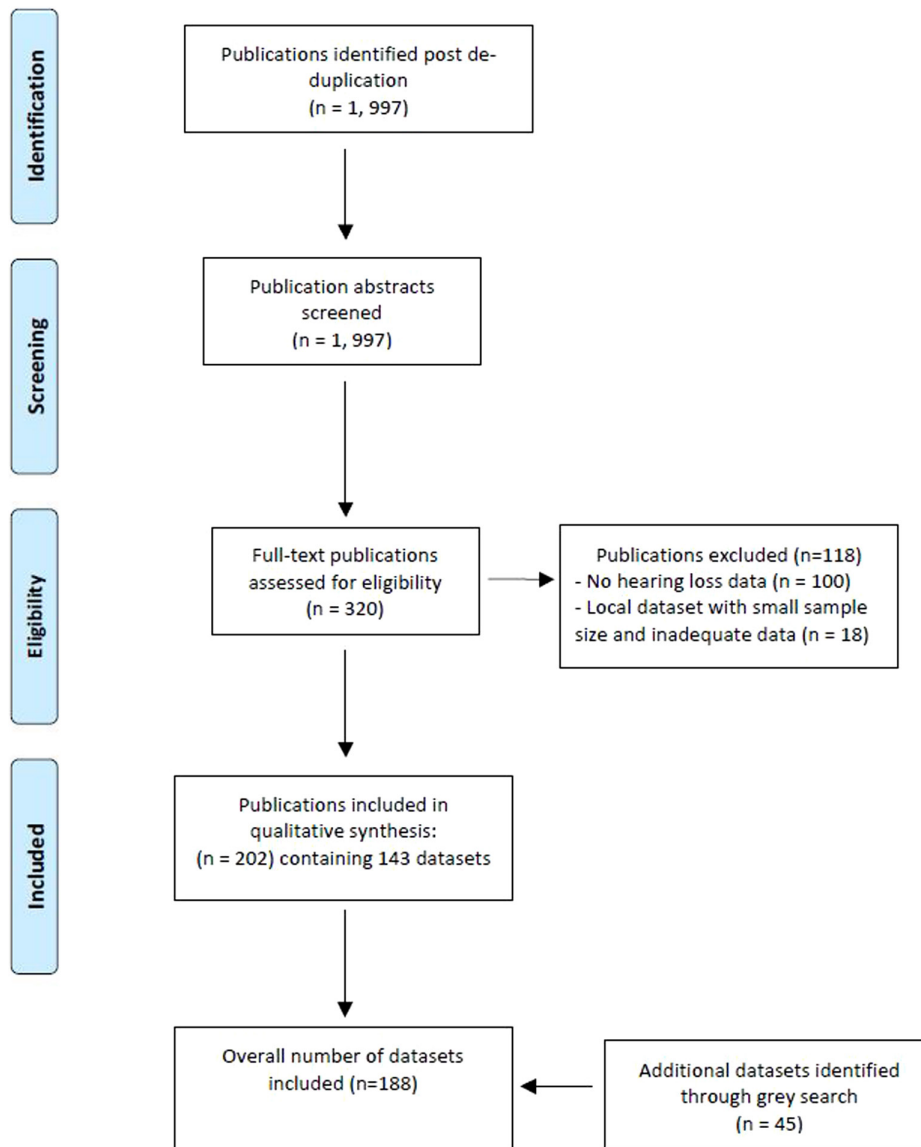 Identification
Publications identified post de-
duplication
(n = 1, 997)
Screening
Publication abstracts
screened
(n = 1, 997)
Eligibility
Full-text publications
assessed for eligibility
(n = 320)
Publications excluded (n=118)
- No hearing loss data (n = 100)
- Local dataset with small sample
size and inadequate data (n = 18)
Included
Publications included in
qualitative synthesis:
(n = 202) containing 143 datasets
Overall number of datasets
included (n=188)
Additional datasets identified
through grey search
(n = 45)